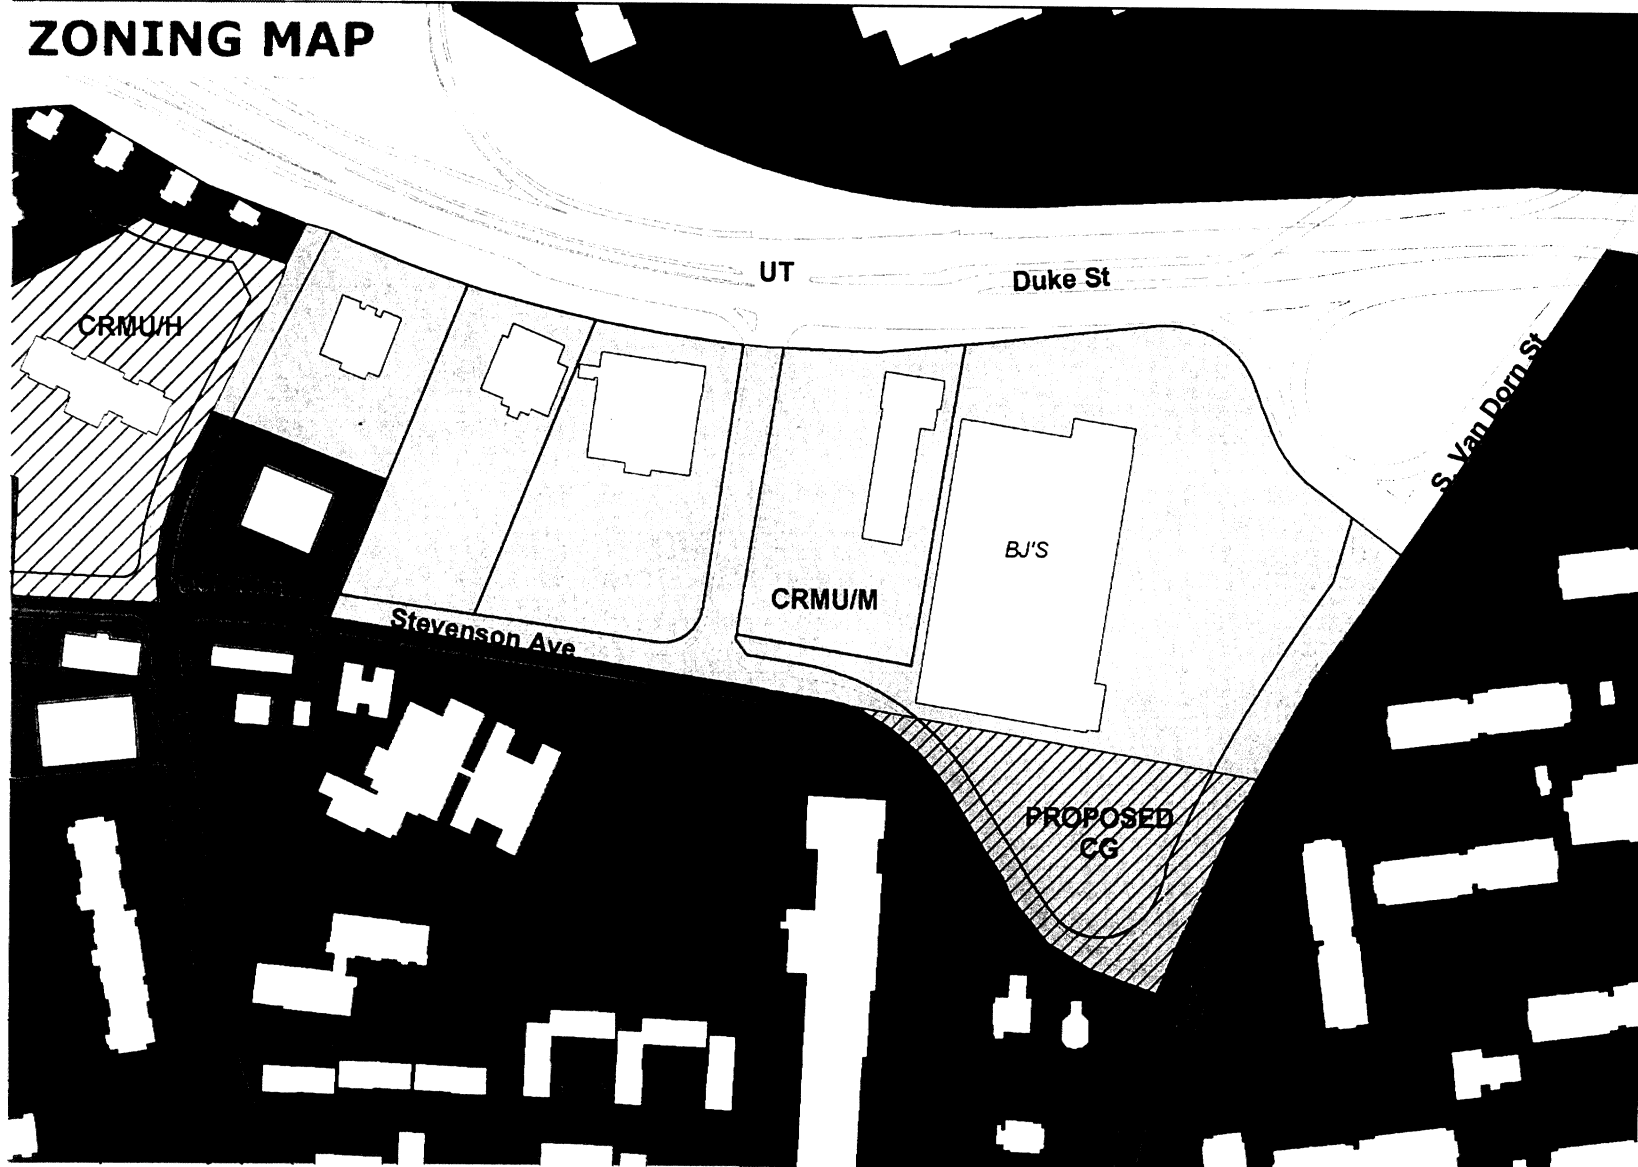 ZONING MAP
UT
Duke St
CRMU/H
S. Van Dorn St
BJ'S
CRMU/M
Stevenson Ave
PROPOSED
CG